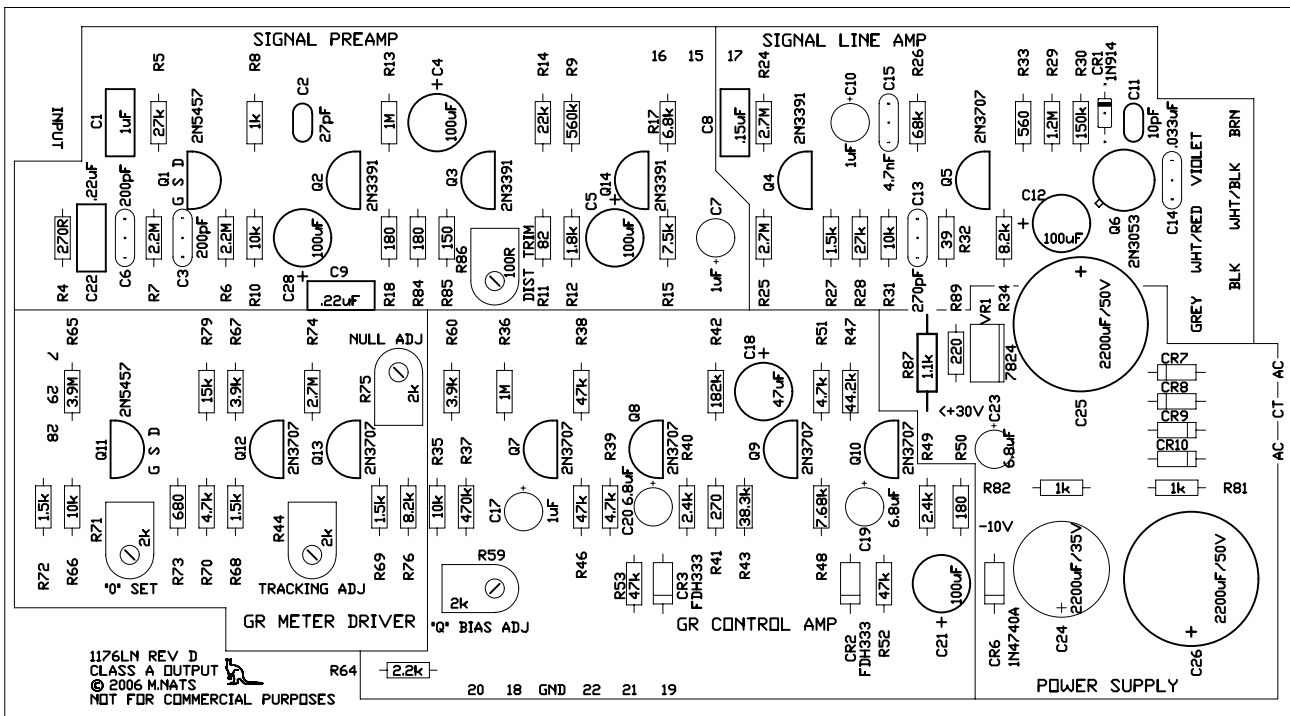 SIGNAL PREAMP
SIGNAL LINE AMP
R5
R8
R13
C4
R14
R9
16
15
17
R24
C10
C15
R26
R33
R29
R30
CR1
1N914
C11
INPUT
C1
1uF
27k
2N5457
1k
C2
27pF
1M
100uF
22k
560k
R17
6.8k
C8
.15uF
2.7M
2N3391
1uF
4.7nF
68k
2N3707
560
1.2M
150k
10pF
.033uF
BRN
Q1
G S D
Q2
2N3391
Q3
2N3391
Q14
2N3391
Q4
Q5
Q6
2N3053
VIOLET
WHT/BLK
.22uF
200pF
270R
2.2M
200pF
2.2M
10k
100uF
180
180
150
R86
100R
DIST TRIM
82
1.8k
C5
100uF
7.5k
C7
1uF
2.7M
1.5k
27k
10k
C13
270pF
39
R32
8.2k
C12
100uF
C14
WHT/RED
WHT/BLK
R4
C22
C6
R7
C3
R6
R10
C28
C9
.22uF
R18
R84
R85
R11
R12
R15
R25
R27
R28
R31
R89
R34
2200uF/50V
GREY
BLK
R65
R79
R67
R74
NULL ADJ
R60
R36
R38
R42
C18
R51
R47
R87
1.1k
220
VR1
7824
C25
7
29
28
3.9M
2N5457
15k
3.9k
2.7M
R75
2k
3.9k
1M
47k
182k
47uF
4.7k
44.2k
<+30V
C23
6.8uF
CR7
CR8
CR9
CR10
AC
CT
AC
Q11
G S D
Q12
2N3707
Q13
2N3707
R35
R37
Q7
2N3707
R39
Q8
2N3707
R40
Q9
2N3707
Q10
2N3707
R49
R50
1.5k
10k
R71
2k
680
4.7k
1.5k
R44
2k
1.5k
8.2k
10k
470k
C17
1uF
47k
4.7k
C20
6.8uF
2.4k
270
38.3k
7.68k
C19
6.8uF
2.4k
180
R82
1k
1k
R81
-10V
R72
R66
"0" SET
R73
R70
R68
TRACKING ADJ
R69
R76
R59
2k
"Q" BIAS ADJ
R46
R53
47k
CR3
FDH333
R41
R43
R48
CR2
FDH333
47k
R52
100uF
C21
CR6
1N4740A
2200uF/35V
C24
2200uF/50V
C26
GR METER DRIVER
GR CONTROL AMP
POWER SUPPLY
1176LN REV D
CLASS A OUTPUT
© 2006 M.NATS
NOT FOR COMMERCIAL PURPOSES
R64
2.2k
20
18
GND
22
21
19